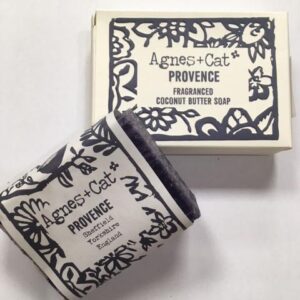 Agnes+Cat
PROVENCE
FRAGRANCED
COCONUT BUTTER SOAP
Agnes+Cat
PROVENCE
Sheffield
Yorkshire
England